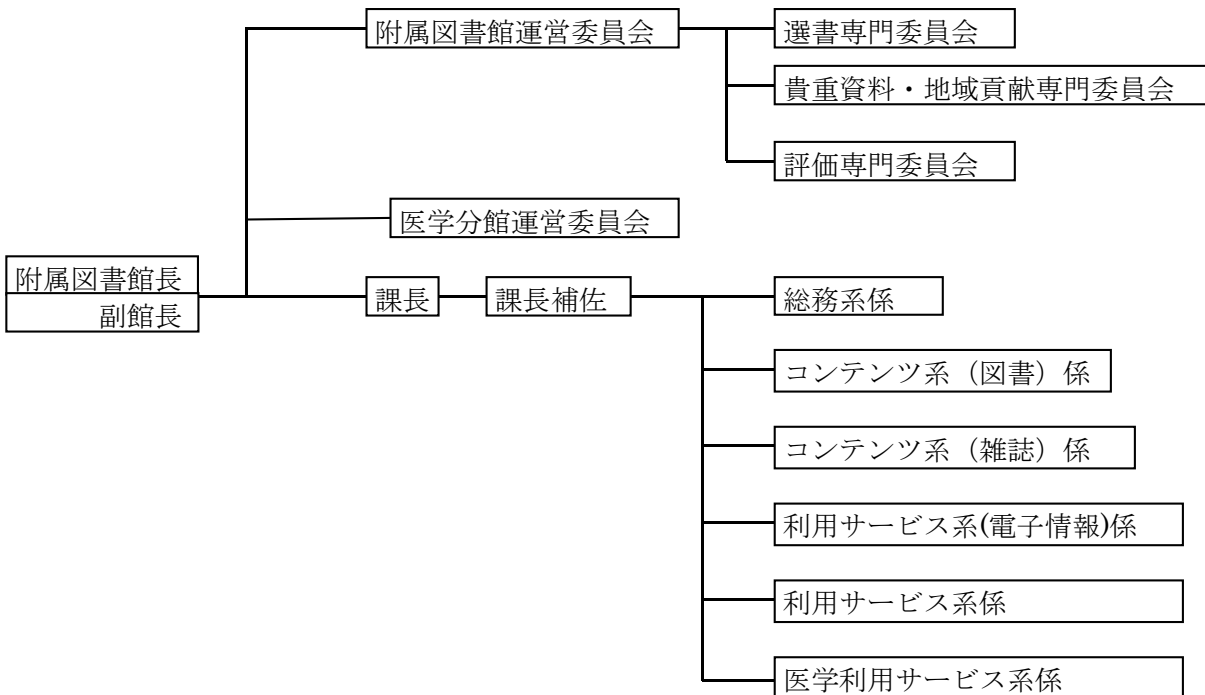 附属図書館運営委員会
選書専門委員会
貴重資料・地域貢献専門委員会
評価専門委員会
医学分館運営委員会
附属図書館長
副館長
課長
課長補佐
総務系係
コンテンツ系（図書）係
コンテンツ系（雑誌）係
利用サービス系(電子情報)係
利用サービス系係
医学利用サービス系係